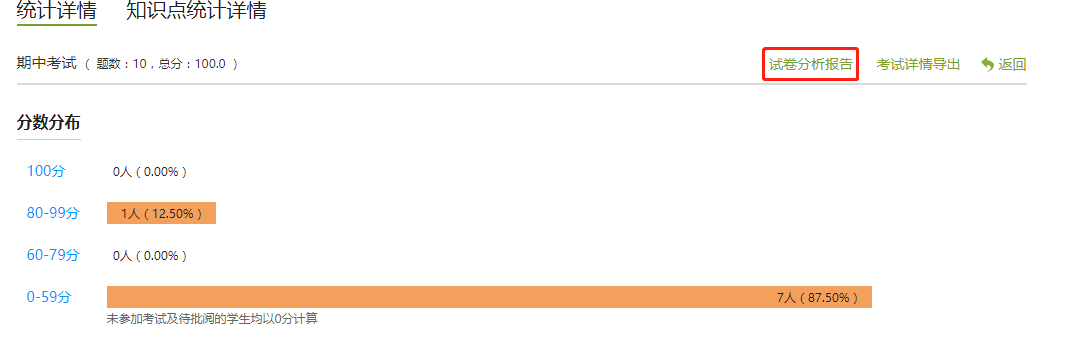 统计详情 知识点统计详情
期中考试 ( 题数：10，总分：100.0 ) 试卷分析报告 考试详情导出 返回
分数分布
100分 0人 ( 0.00% )
80-99分 1人 ( 12.50% )
60-79分 0人 ( 0.00% )
0-59分 7人 ( 87.50% )
未参加考试及待批阅的学生均以0分计算